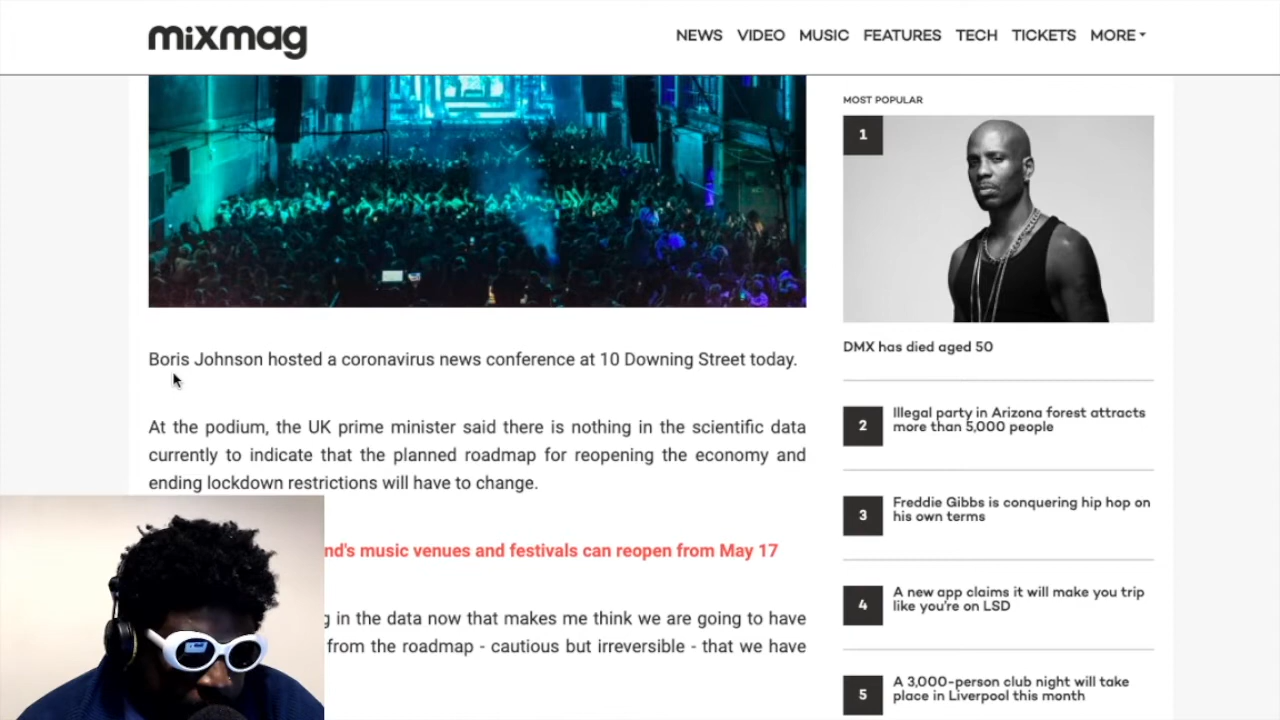 mixmag
NEWS VIDEO MUSIC FEATURES TECH TICKETS MORE
MOST POPULAR
1
DMX has died aged 50
2
Illegal party in Arizona forest attracts
more than 5,000 people
3
Freddie Gibbs is conquering hip hop on
his own terms
4
A new app claims it will make you trip
like you're on LSD
5
A 3,000-person club night will take
place in Liverpool this month
Boris Johnson hosted a coronavirus news conference at 10 Downing Street today.
At the podium, the UK prime minister said there is nothing in the scientific data
currently to indicate that the planned roadmap for reopening the economy and
ending lockdown restrictions will have to change.
nd's music venues and festivals can reopen from May 17
g in the data now that makes me think we are going to have
from the roadmap - cautious but irreversible - that we have